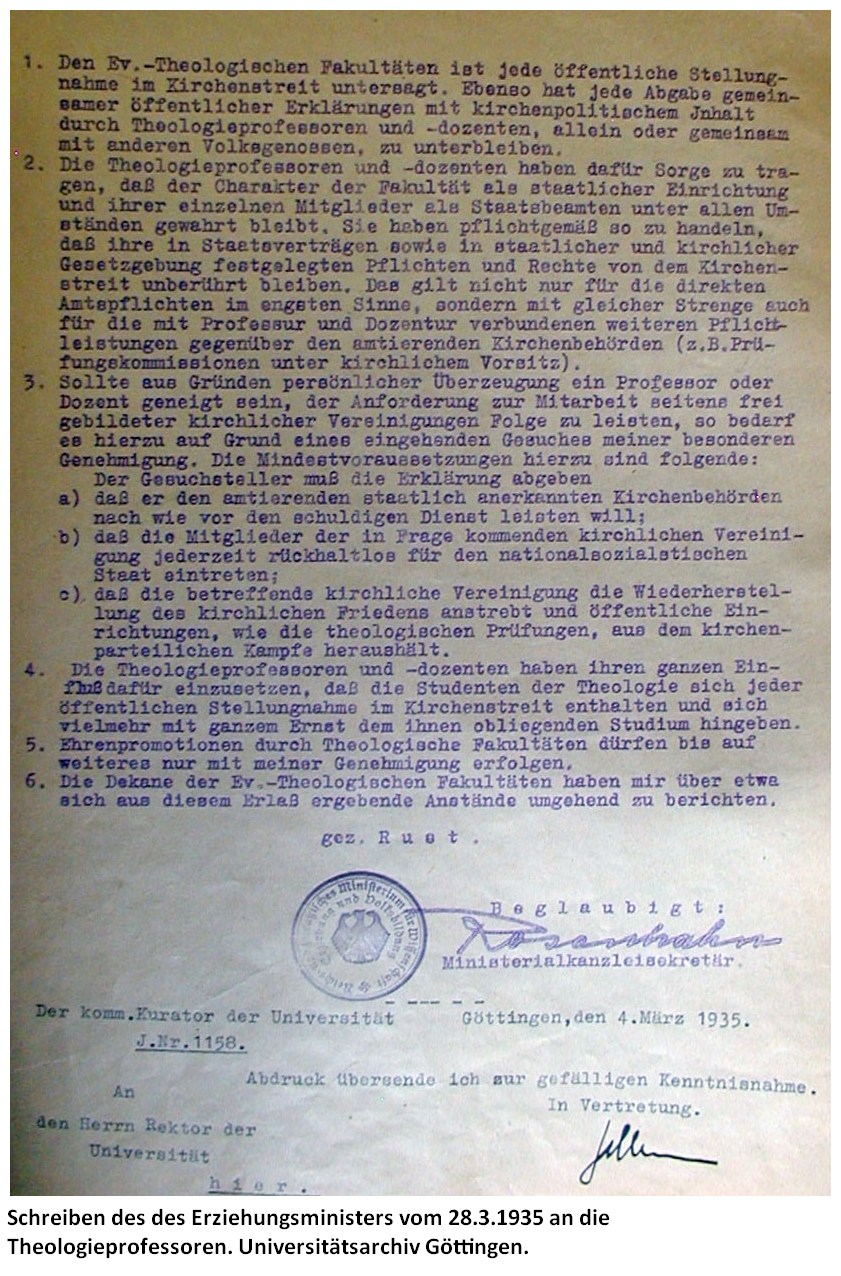 1. Den Ev.-Theologischen Fakultäten ist jede öffentliche Stellung-
nahme im Kirchenstreit untersagt. Ebenso hat jede Abgabe gemein-
samer öffentlicher Erklärungen mit kirchenpolitischem Jnhalt
durch Theologieprofessoren und -dozenten, allein oder gemeinsam
mit anderen Volksgenossen, zu unterbleiben.
2. Die Theologieprofessoren und -dozenten haben dafür Sorge zu tra-
gen, daß der Charakter der Fakultät als staatlicher Einrichtung
und ihrer einzelnen Mitglieder als Staatsbeamten unter allen Um-
ständen gewahrt bleibt. Sie haben pflichtgemäß so zu handeln,
daß ihre in Staatsverträgen sowie in staatlicher und kirchlicher
Gesetzgebung festgelegten Pflichten und Rechte von dem Kirchen-
streit unberührt bleiben. Das gilt nicht nur für die direkten
Amtspflichten im engsten Sinne, sondern mit gleicher Strenge auch
für die mit Professur und Dozentur verbundenen weiteren Pflicht-
leistungen gegenüber den amtierenden Kirchenbehörden (z.B.Prü-
fungskommissionen unter kirchlichem Vorsitz).
3. Sollte aus Gründen persönlicher Überzeugung ein Professor oder
Dozent geneigt sein, der Anforderung zur Mitarbeit seitens frei
gebildeter kirchlicher Vereinigungen Folge zu leisten, so bedarf
es hierzu auf Grund eines eingehenden Gesuches meiner besonderen
Genehmigung. Die Mindestvoraussetzungen hierzu sind folgende:
Der Gesuchsteller muß die Erklärung abgeben
a) daß er den amtierenden staatlich anerkannten Kirchenbehörden
nach wie vor den schuldigen Dienst leisten will;
b) daß die Mitglieder der in Frage kommenden kirchlichen Vereini-
gung jederzeit rückhaltlos für den nationalsozialstischen
Staat eintreten;
c) daß die betreffende kirchliche Vereinigung die Wiederherstel-
lung des kirchlichen Friedens anstrebt und öffentliche Ein-
richtungen, wie die theologischen Prüfungen, aus dem kirchen-
parteilichen Kampfe heraushält.
4. Die Theologieprofessoren und -dozenten haben ihren ganzen Ein-
fluß dafür einzusetzen, daß die Studenten der Theologie sich jeder
öffentlichen Stellungnahme im Kirchenstreit enthalten und sich
vielmehr mit ganzem Ernst dem ihnen obliegenden Studium hingeben.
5. Ehrenpromotionen durch Theologische Fakultäten dürfen bis auf
weiteres nur mit meiner Genehmigung erfolgen.
6. Die Dekane der Ev.-Theologischen Fakultäten haben mir über etwa
sich aus diesem Erlaß ergebende Anstände umgehend zu berichten.
gez. R u s t .
B e g l a u b i g t :
Rosenhahn
Ministerialkanzleisekretär.
Ministerium für Wissenschaft
Erziehung und Volksbildung
Der komm.Kurator der Universität Göttingen,den 4.März 1935.
J.Nr.1158.
Abdruck übersende ich zur gefälligen Kenntnisnahme.
An
In Vertretung.
den Herrn Rektor der
Universität
h i e r .
Schreiben des des Erziehungsministers vom 28.3.1935 an die
Theologieprofessoren. Universitätsarchiv Göttingen.